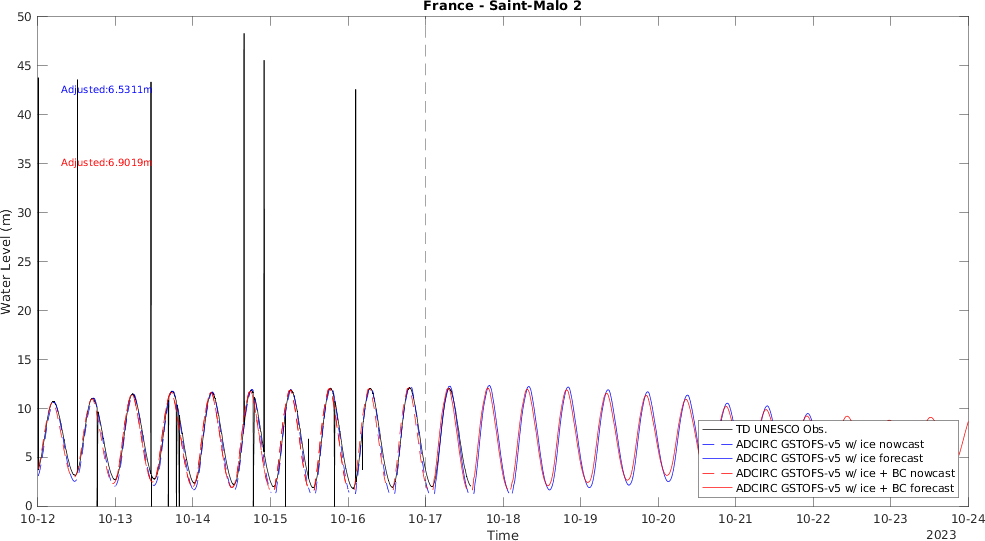 France - Saint-Malo 2
50
45
40
35
30
25
20
15
10
5
0
Water Level (m)
Adjusted:6.5311m
Adjusted:6.9019m
TD UNESCO Obs.
ADCIRC GSTOFS-v5 w/ ice nowcast
ADCIRC GSTOFS-v5 w/ ice forecast
ADCIRC GSTOFS-v5 w/ ice + BC nowcast
ADCIRC GSTOFS-v5 w/ ice + BC forecast
10-12 10-13 10-14 10-15 10-16 10-17 10-18 10-19 10-20 10-21 10-22 10-23 10-24
Time
2023